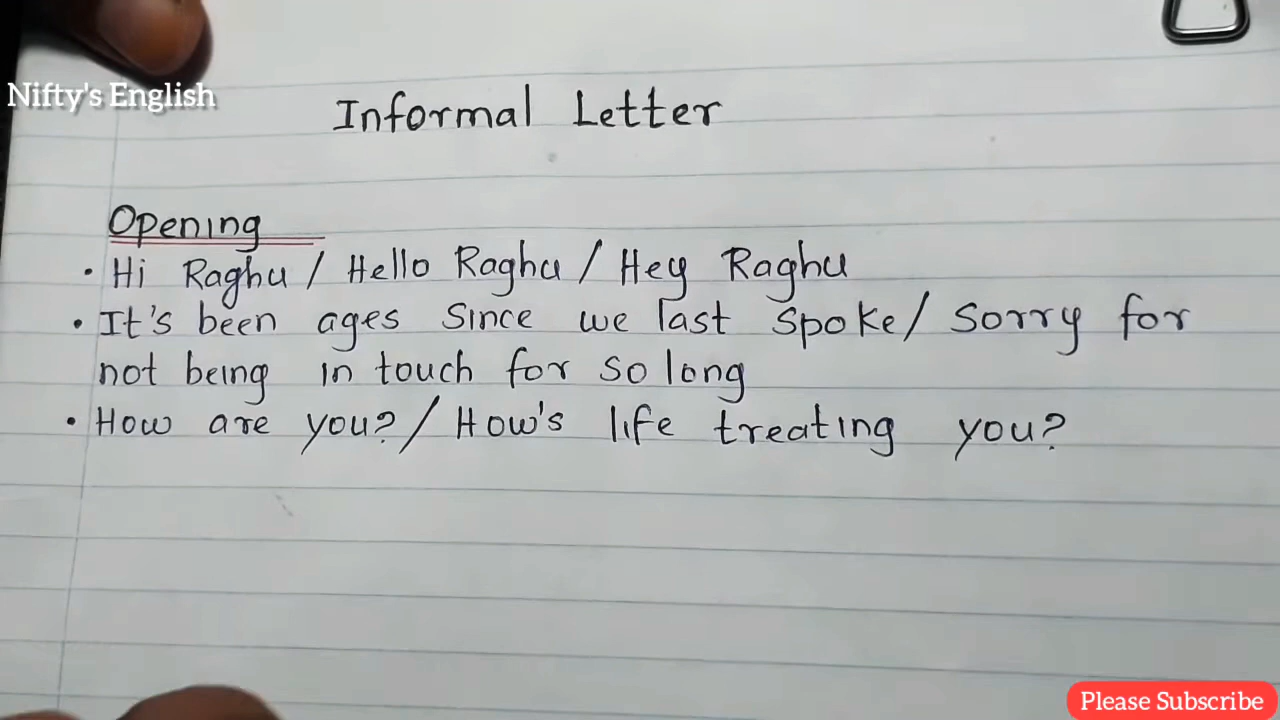 Nifty's English
Informal Letter
Opening
• Hi Raghu / Hello Raghu / Hey Raghu
• It's been ages since we last spoke / Sorry for
not being in touch for so long
• How are you? / How's life treating you?
Please Subscribe